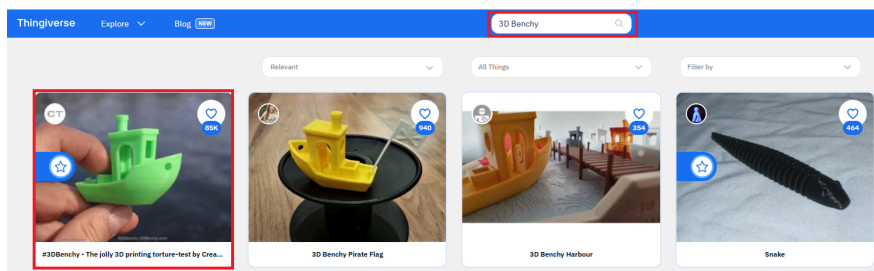 Thingiverse Explore Blog NEW 3D Benchy
Relevant All Things Filter by
CT 85K 940 354 464
#3DBenchy - The jolly 3D printing torture-test by Crea... 3D Benchy Pirate Flag 3D Benchy Harbour Snake